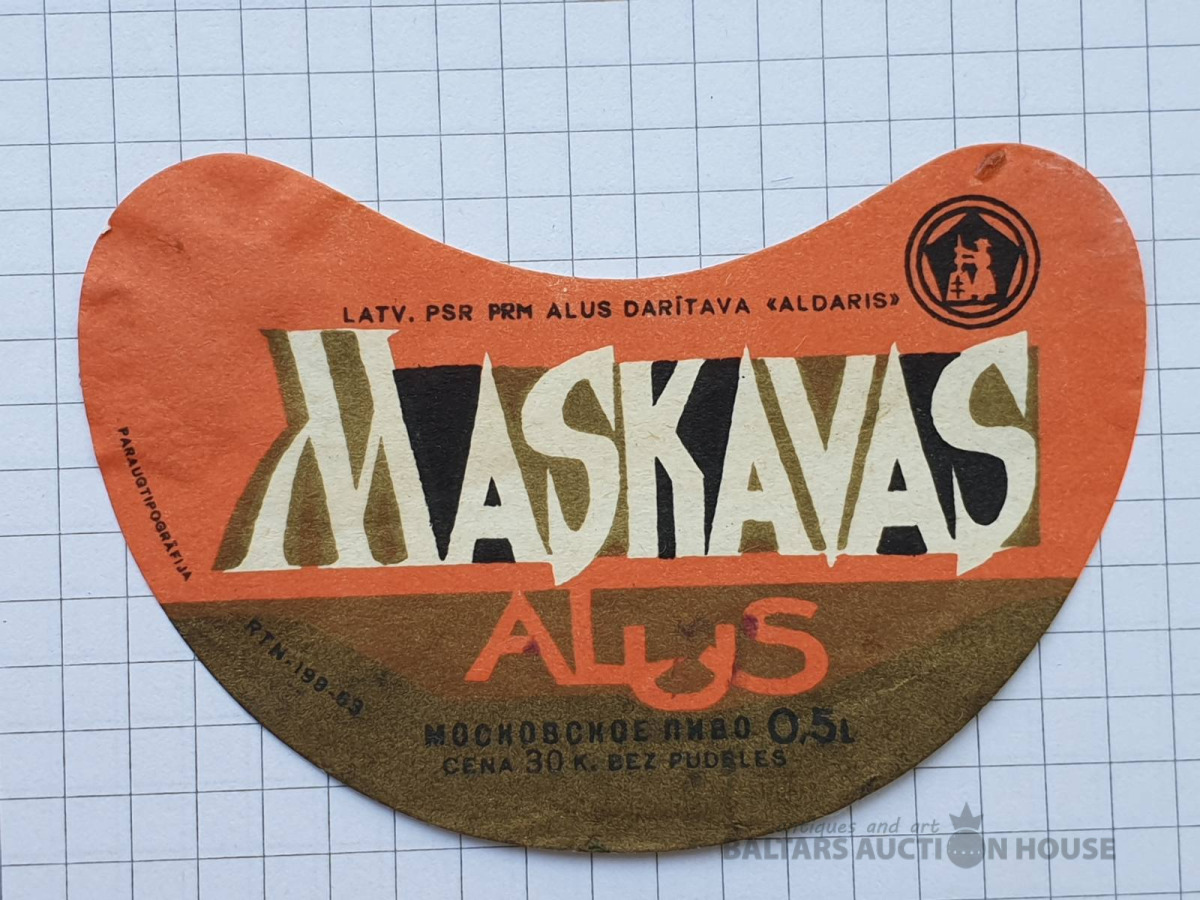 LATV. PSR PRM ALUS DARĪTAVA «ALDARIS»
MASKAVAS
ALUS
PARAUGTIPOGRĀFIJA
RTN-199-63
МОСКОВСКОЕ ПИВО 0,5l
CENA 30 K. BEZ PUDELES
antiques and art
BALTARS AUCTION HOUSE